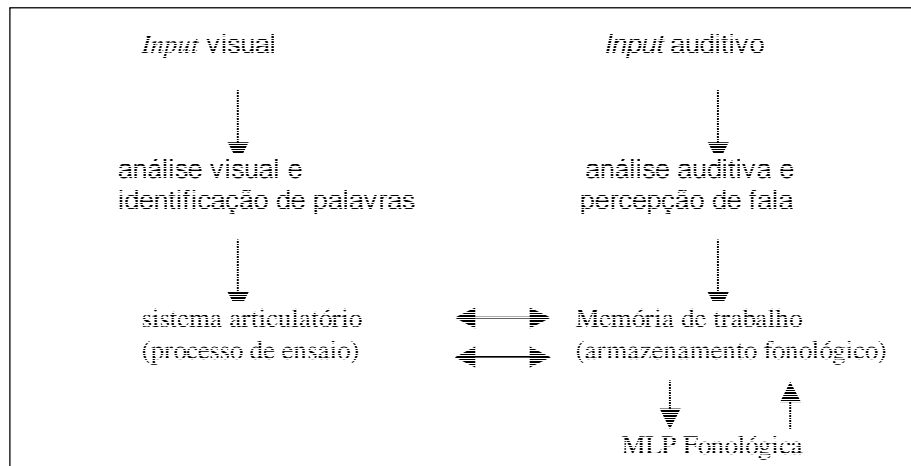 Input visual
Input auditivo
análise visual e
identificação de palavras
análise auditiva e
percepção de fala
sistema articulatório
(processo de ensaio)
Memória de trabalho
(armazenamento fonológico)
MLP Fonológica